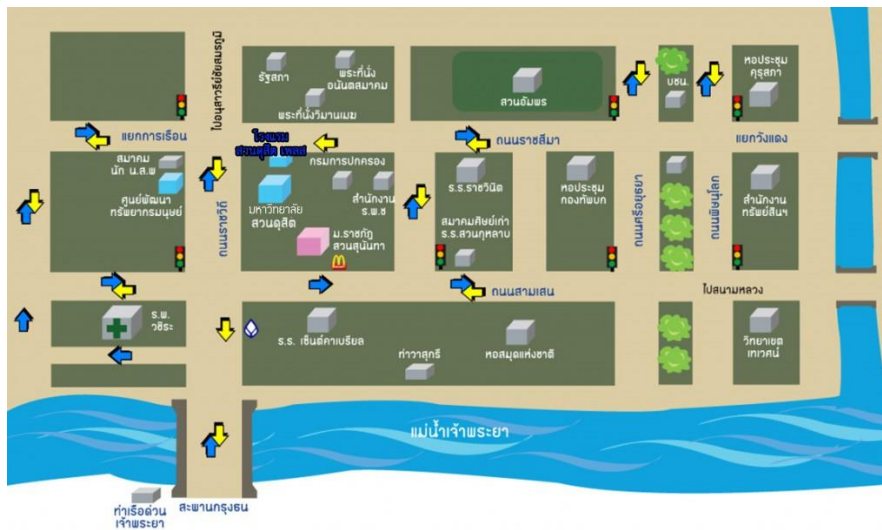 ไปอนุสาวรีย์ชัยสมรภูมิ
รัฐสภา
พระที่นั่ง
อนันตสมาคม
พระที่นั่งวิมานเมฆ
สวนอัมพร
บชน.
หอประชุม
คุรุสภา
แยกการเรือน
โรงแรม
สวนดุสิต เพลส
ถนนราชสีมา
แยกวังแดง
สมาคม
นัก น.ส.พ
ศูนย์พัฒนา
ทรัพยากรมนุษย์
ถนนราชวิถี
กรมการปกครอง
มหาวิทยาลัย
สวนดุสิต
สำนักงาน
ร.พ.ช
ม.ราชภัฏ
สวนสุนันทา
ร.ร.ราชวินิต
สมาคมศิษย์เก่า
ร.ร.สวนกุหลาบ
หอประชุม
กองทัพบก
ถนนศรีอยุธยา
ถนนพิษณุโลก
สำนักงาน
ทรัพย์สินฯ
ถนนสามเสน
ไปสนามหลวง
ร.พ.
วชิระ
ร.ร. เซ็นต์คาเบรียล
ท่าวาสุกรี
หอสมุดแห่งชาติ
วิทยาเขต
เทเวศน์
แม่น้ำเจ้าพระยา
ท่าเรือด่วน
เจ้าพระยา
สะพานกรุงธน